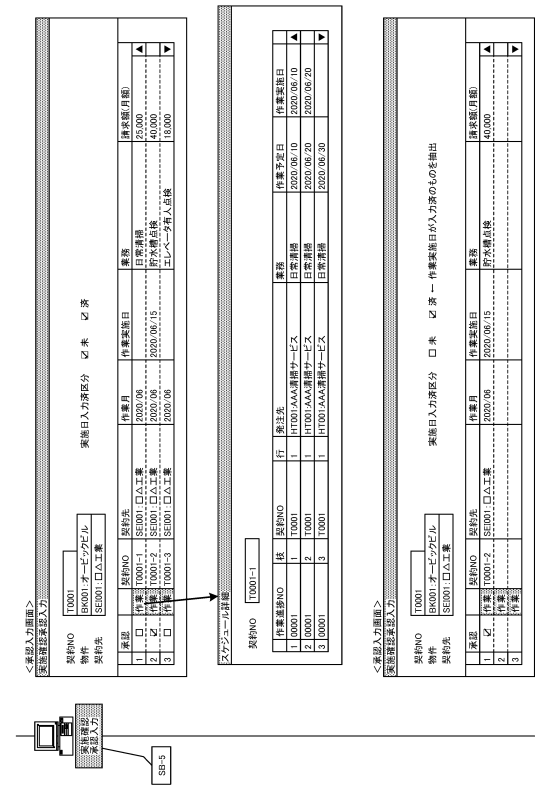 実施確認
承認入力
SB-5
<承認入力画面>
実施確認承認入力
契約NO T0001
物件 BK001:オービックビル
契約先 SEI001:□△工業
実施日入力済区分 ☑ 未 ☑ 済
承認 契約NO 契約先 作業月 作業実施日 業務 請求額(月額)
1 □ 作業 T0001-1 SEI001:□△工業 2020/06 日常清掃 25,000 ▲
2 ☑ 作業 T0001-2 SEI001:□△工業 2020/06 2020/06/15 貯水槽点検 40,000
3 □ 作業 T0001-3 SEI001:□△工業 2020/06 エレベータ有人点検 18,000 ▼
スケジュール詳細
契約NO T0001-1
作業進捗NO 枝 契約NO 行 発注先 業務 作業予定日 作業実施日
1 00001 1 T0001 1 HT001:AAA清掃サービス 日常清掃 2020/06/10 2020/06/10 ▲
2 00001 2 T0001 1 HT001:AAA清掃サービス 日常清掃 2020/06/20 2020/06/20
3 00001 3 T0001 1 HT001:AAA清掃サービス 日常清掃 2020/06/30 ▼
<承認入力画面>
実施確認承認入力
契約NO T0001
物件 BK001:オービックビル
契約先 SEI001:□△工業
実施日入力済区分 □ 未 ☑ 済 ← 作業実施日が入力済のものを抽出
承認 契約NO 契約先 作業月 作業実施日 業務 請求額(月額)
1 ☑ 作業 T0001-2 SEI001:□△工業 2020/06 2020/06/15 貯水槽点検 40,000 ▲
2 作業
3 作業 ▼